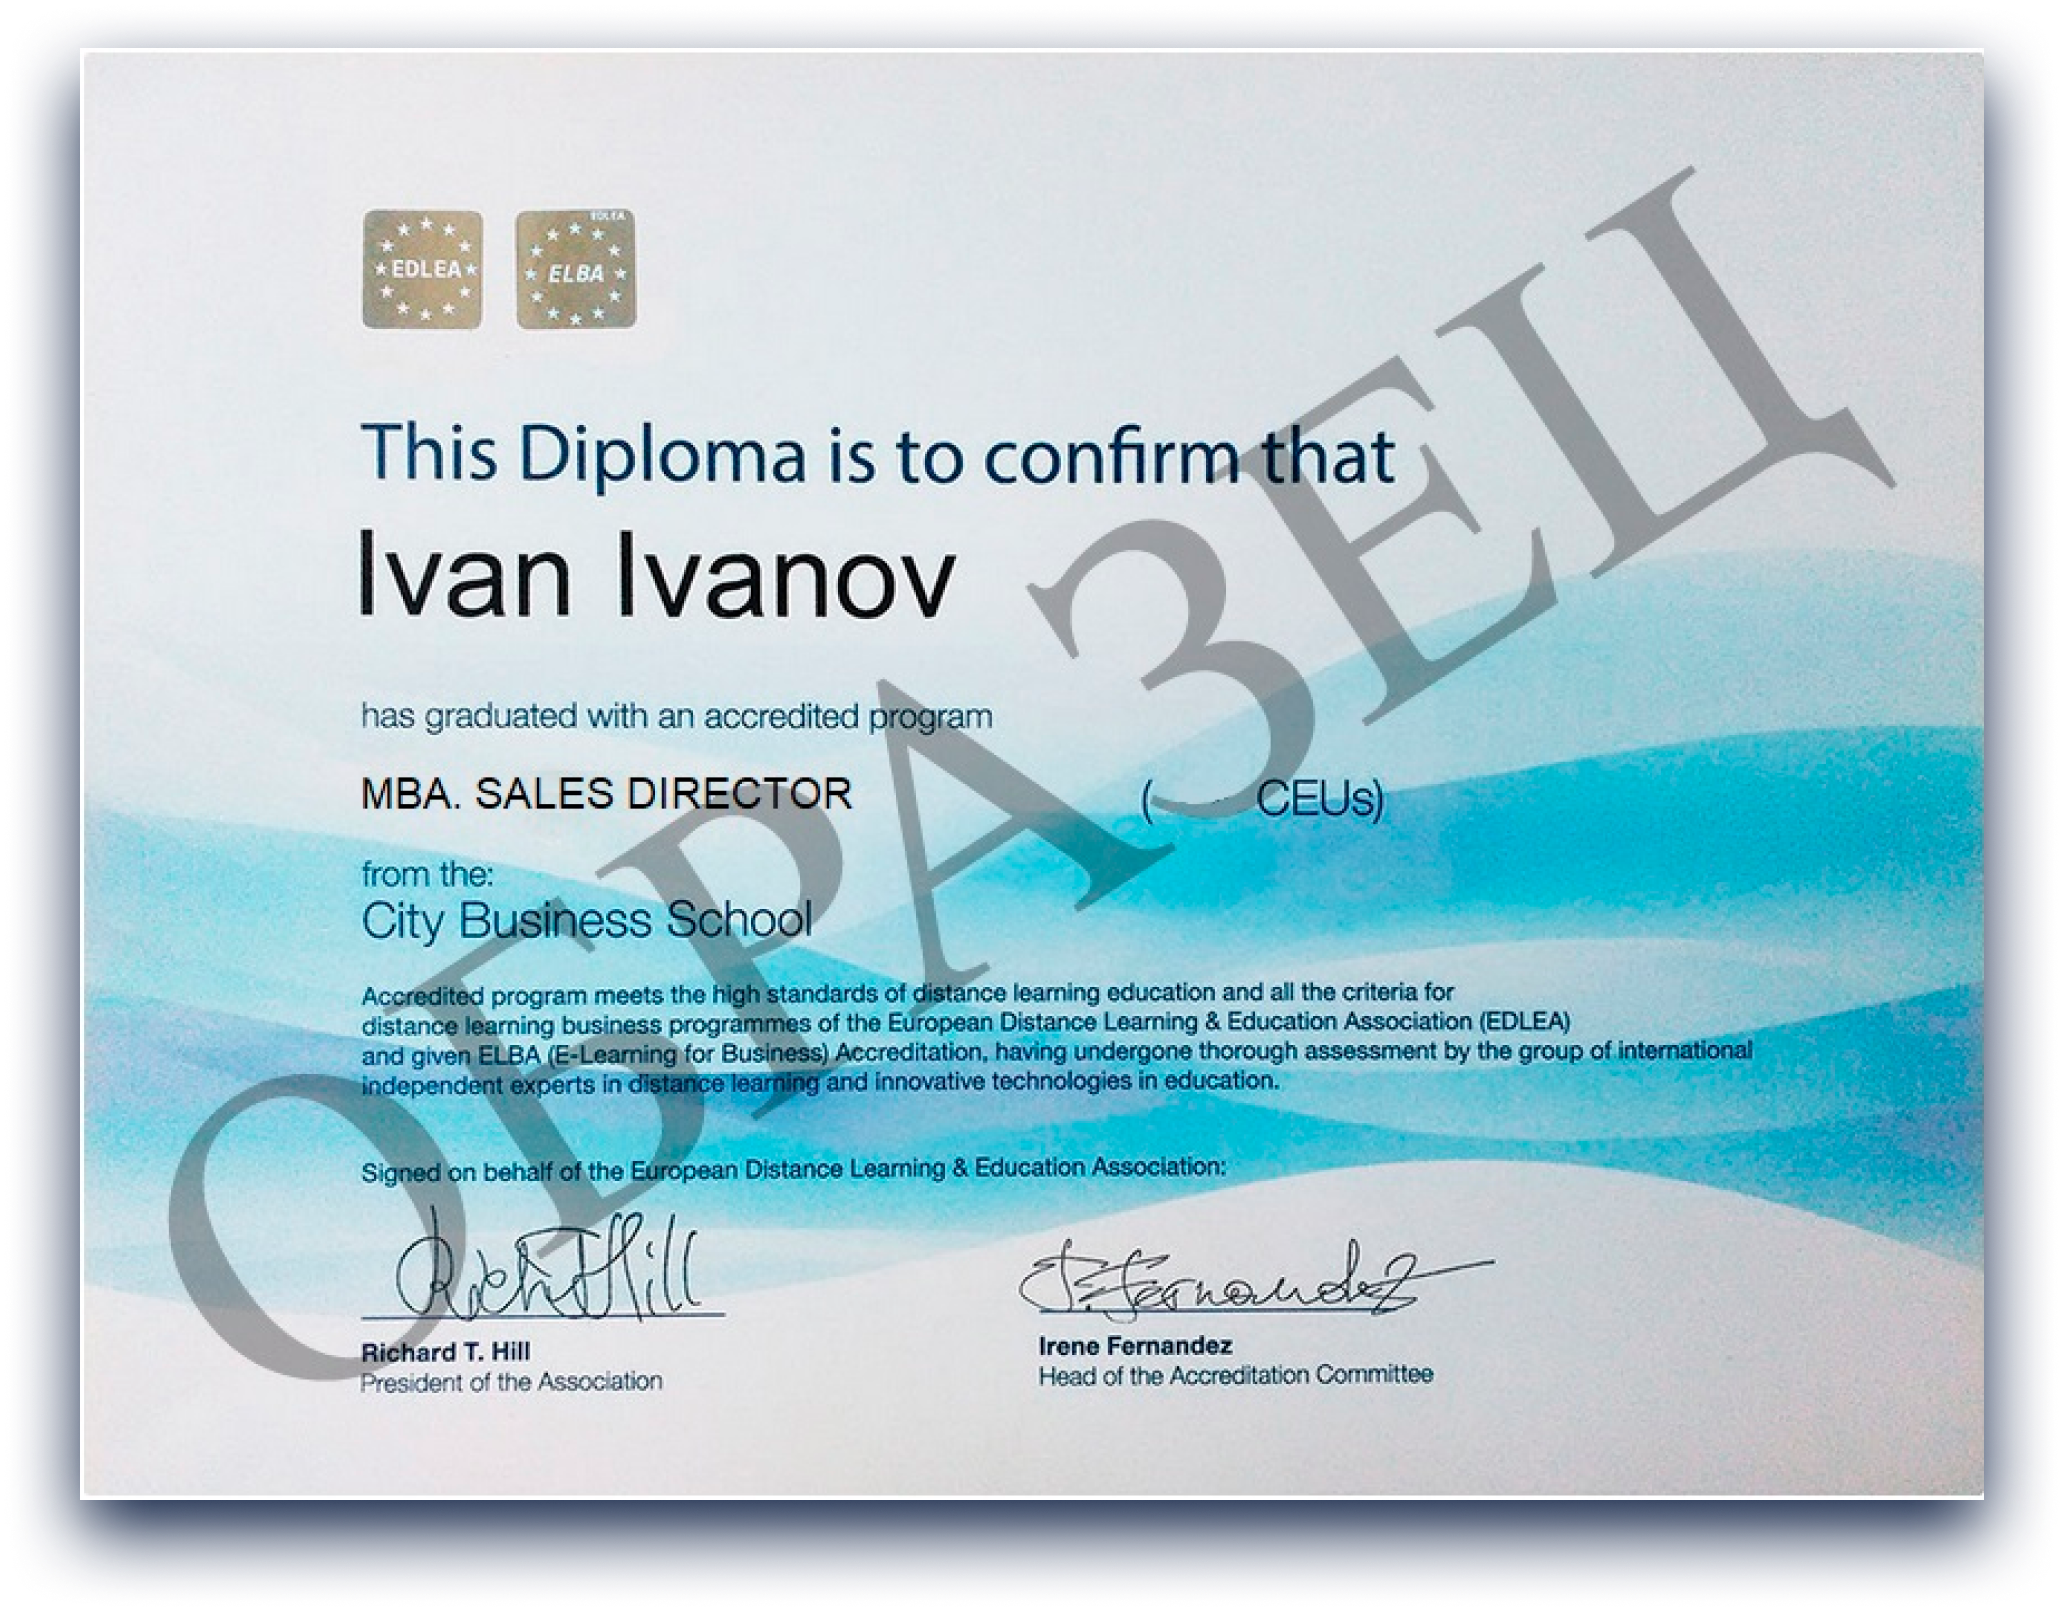 EDLEA
EDLEA
ELBA
This Diploma is to confirm that
Ivan Ivanov
has graduated with an accredited program
MBA. SALES DIRECTOR ( CEUs)
from the:
City Business School
Accredited program meets the high standards of distance learning education and all the criteria for
distance learning business programmes of the European Distance Learning & Education Association (EDLEA)
and given ELBA (E-Learning for Business) Accreditation, having undergone thorough assessment by the group of international
independent experts in distance learning and innovative technologies in education.
Signed on behalf of the European Distance Learning & Education Association:
Richard T. Hill
President of the Association
Irene Fernandez
Head of the Accreditation Committee
ОБРАЗЕЦ